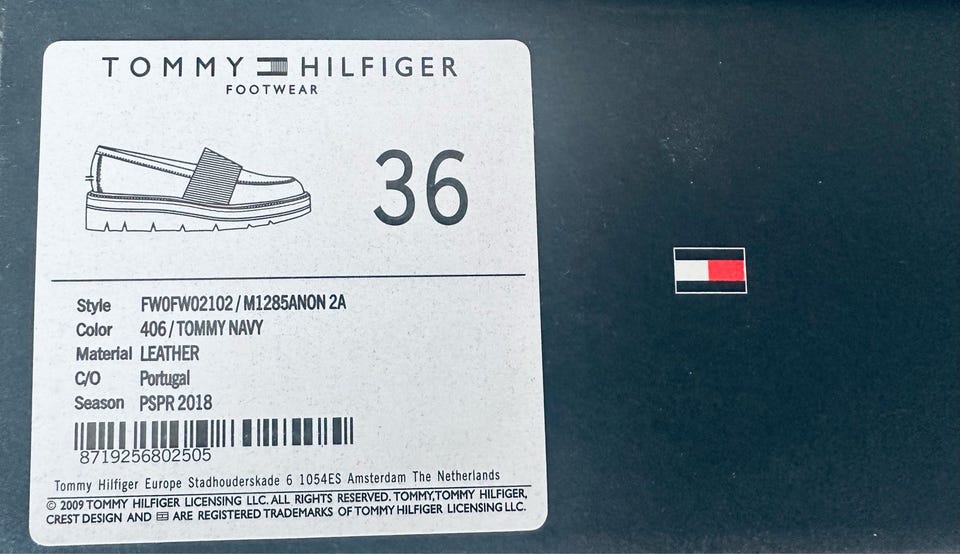 TOMMY HILFIGER
FOOTWEAR
36
Style FW0FW02102 / M1285ANON 2A
Color 406 / TOMMY NAVY
Material LEATHER
C/O Portugal
Season PSPR 2018
8719256802505
Tommy Hilfiger Europe Stadhouderskade 6 1054ES Amsterdam The Netherlands
© 2009 TOMMY HILFIGER LICENSING LLC. ALL RIGHTS RESERVED. TOMMY,TOMMY HILFIGER,
CREST DESIGN AND ARE REGISTERED TRADEMARKS OF TOMMY HILFIGER LICENSING LLC.